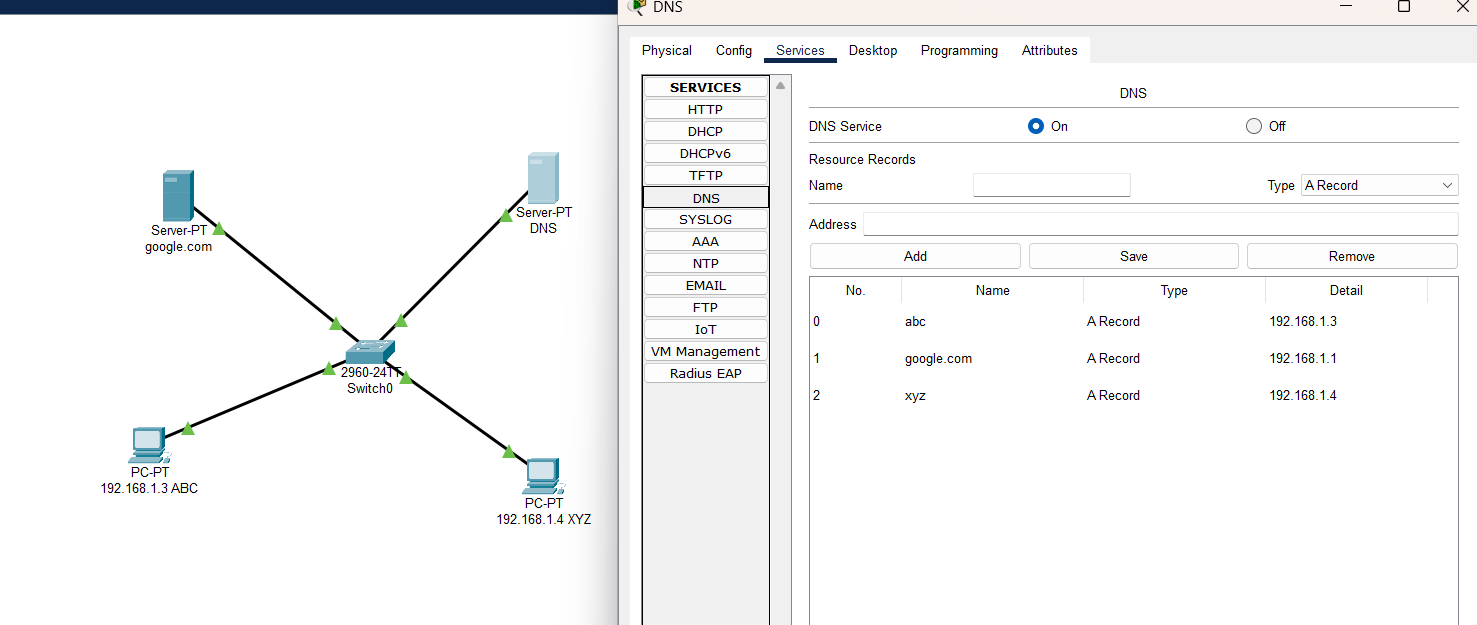 Server-PT
google.com
Server-PT
DNS
2960-24TT
Switch0
PC-PT
192.168.1.3 ABC
PC-PT
192.168.1.4 XYZ
DNS
Physical Config Services Desktop Programming Attributes
SERVICES
HTTP
DHCP
DHCPv6
TFTP
DNS
SYSLOG
AAA
NTP
EMAIL
FTP
IoT
VM Management
Radius EAP
DNS
DNS Service On Off
Resource Records
Name Type A Record
Address
Add Save Remove
No. Name Type Detail
0 abc A Record 192.168.1.3
1 google.com A Record 192.168.1.1
2 xyz A Record 192.168.1.4